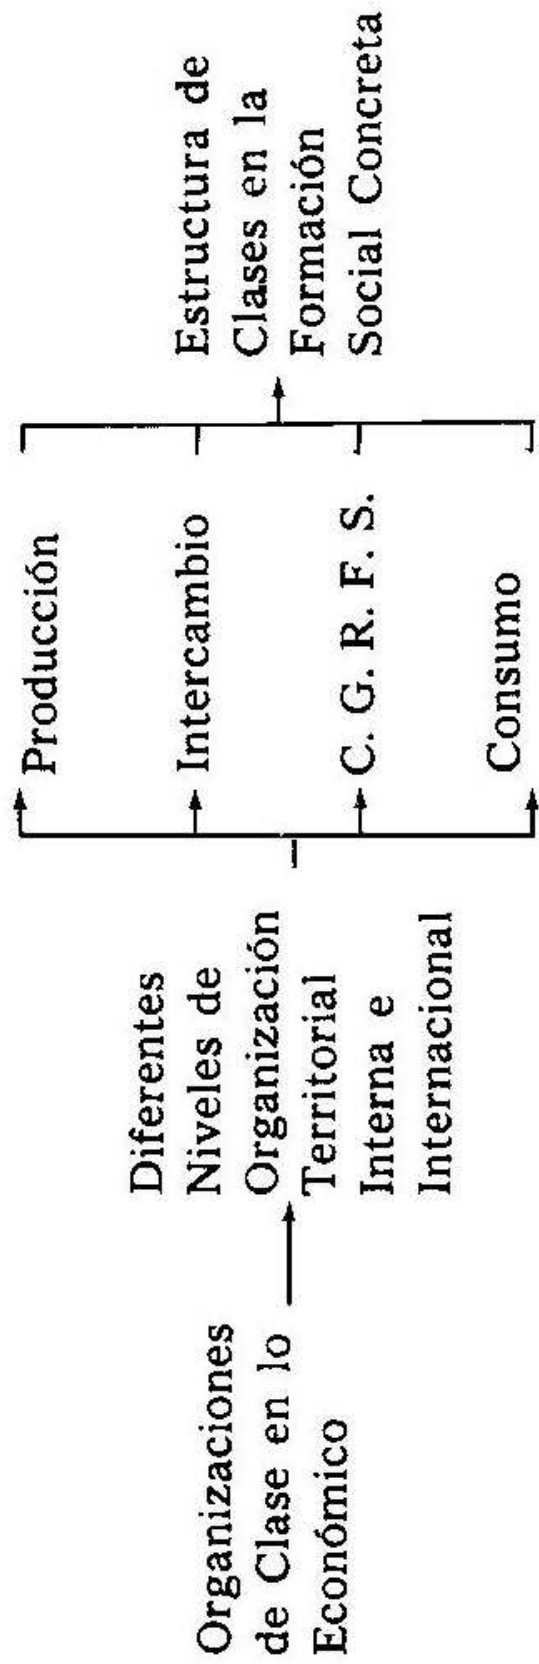 Organizaciones
de Clase en lo
Económico
Diferentes
Niveles de
Organización
Territorial
Interna e
Internacional
Producción
Intercambio
C. G. R. F. S.
Consumo
Estructura de
Clases en la
Formación
Social Concreta